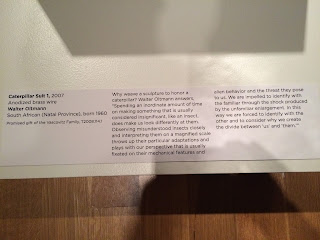 Caterpillar Suit 1, 2007
Anodized brass wire
Walter Oltmann
South African (Natal Province), born 1960
Promised gift of the Vascovitz Family,
Why weave a sculpture to honor a
caterpillar? Walter Oltmann answers:
"Spending an inordinate amount of time
on making something that is usually
considered insignificant, like an insect,
does make us look differently at them.
Observing misunderstood insects closely
and interpreting them on a magnified scale
throws up their particular adaptations and
plays with our perspective that is usually
fixated on their mechanical features and
alien behavior and the threat they pose
to us. We are impelled to identify with
the familiar through the shock produced
by the unfamiliar enlargement. In this
way we are forced to identify with the
other and to consider why we create
the divide between 'us' and 'them.'"